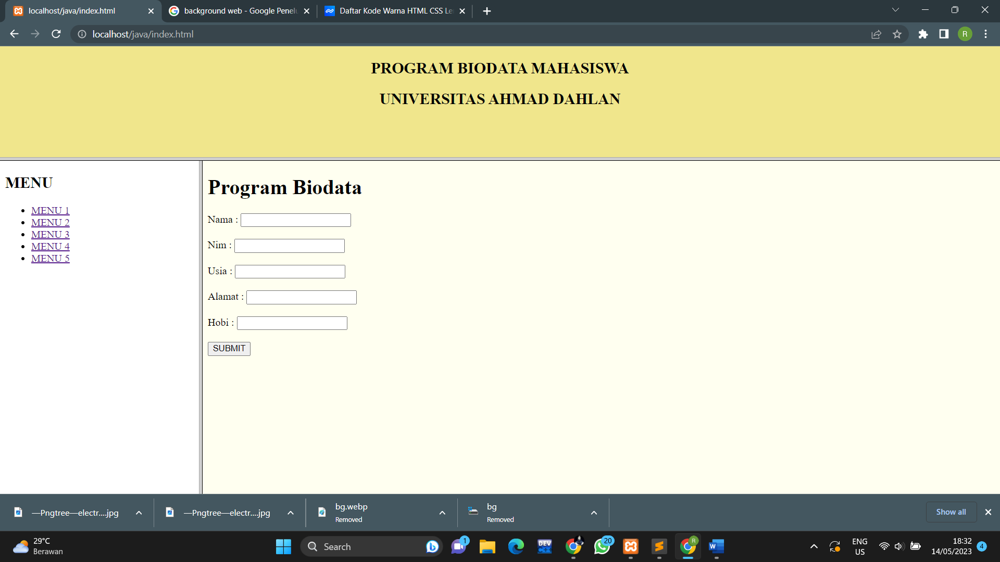 localhost/java/index.html
background web - Google Penelu
Daftar Kode Warna HTML CSS Le
localhost/java/index.html
R
PROGRAM BIODATA MAHASISWA
UNIVERSITAS AHMAD DAHLAN
MENU
MENU 1
MENU 2
MENU 3
MENU 4
MENU 5
Program Biodata
Nama :
Nim :
Usia :
Alamat :
Hobi :
SUBMIT
—Pngtree—electr....jpg
—Pngtree—electr....jpg
bg.webp
Removed
bg
Removed
Show all
29°C
Berawan
Search
1
DEV
C++
20
R
W
ENG
US
18:32
14/05/2023
4